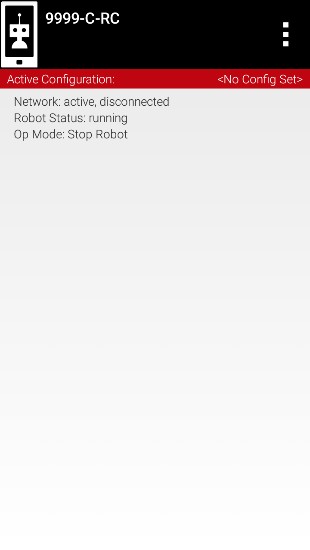 9999-C-RC
Active Configuration: <No Config Set>
Network: active, disconnected
Robot Status: running
Op Mode: Stop Robot